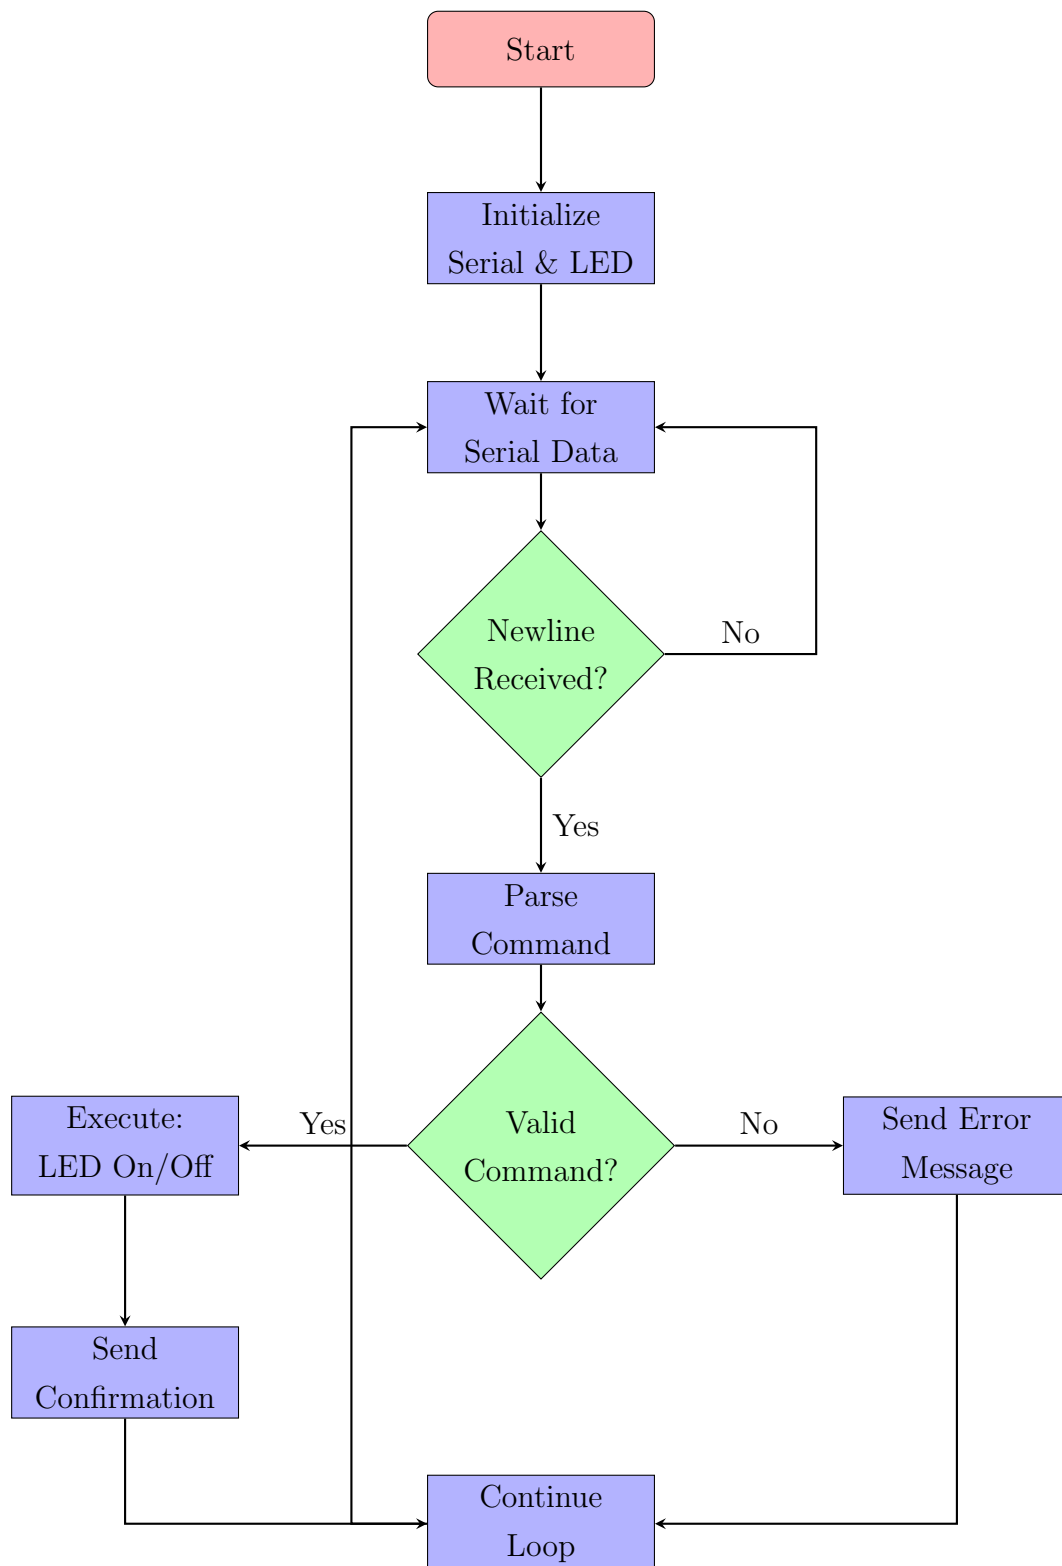 Start
Initialize
Serial & LED
Wait for
Serial Data
Newline
Received?
No
Yes
Parse
Command
Execute:
LED On/Off
Yes
Valid
Command?
No
Send Error
Message
Send
Confirmation
Continue
Loop